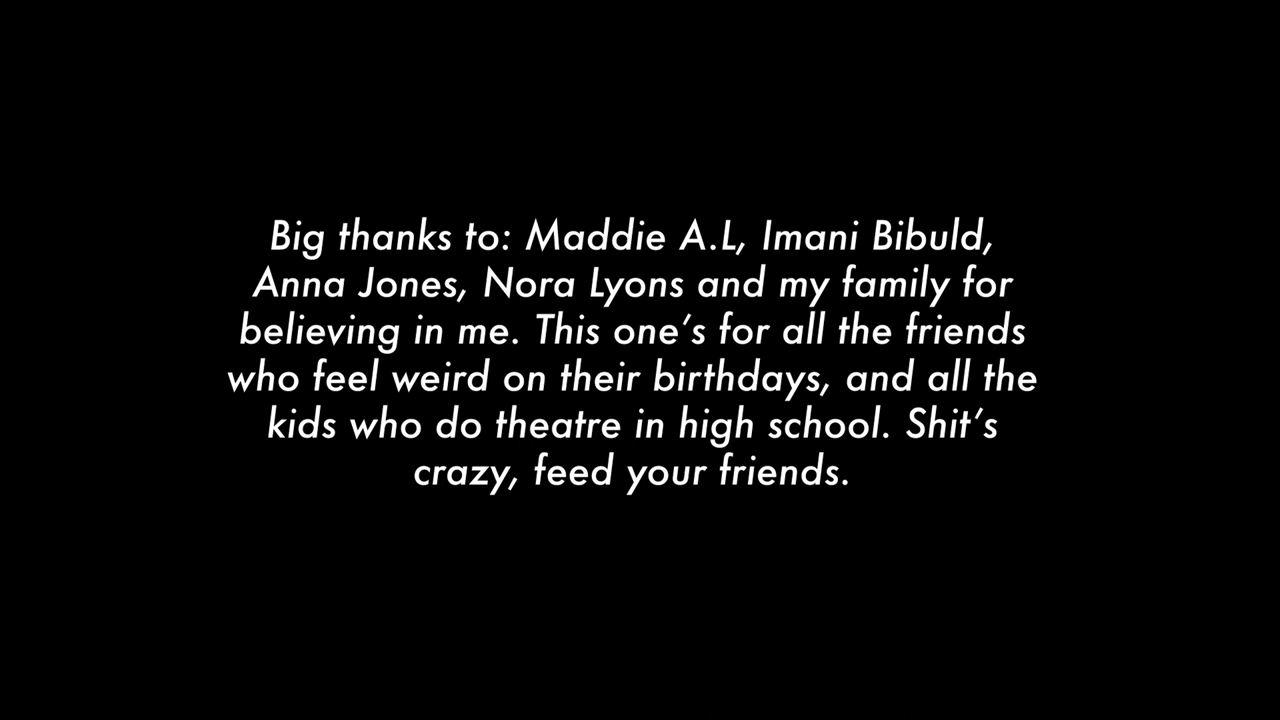 Big thanks to: Maddie A.L, Imani Bibuld,
Anna Jones, Nora Lyons and my family for
believing in me. This one’s for all the friends
who feel weird on their birthdays, and all the
kids who do theatre in high school. Shit’s
crazy, feed your friends.